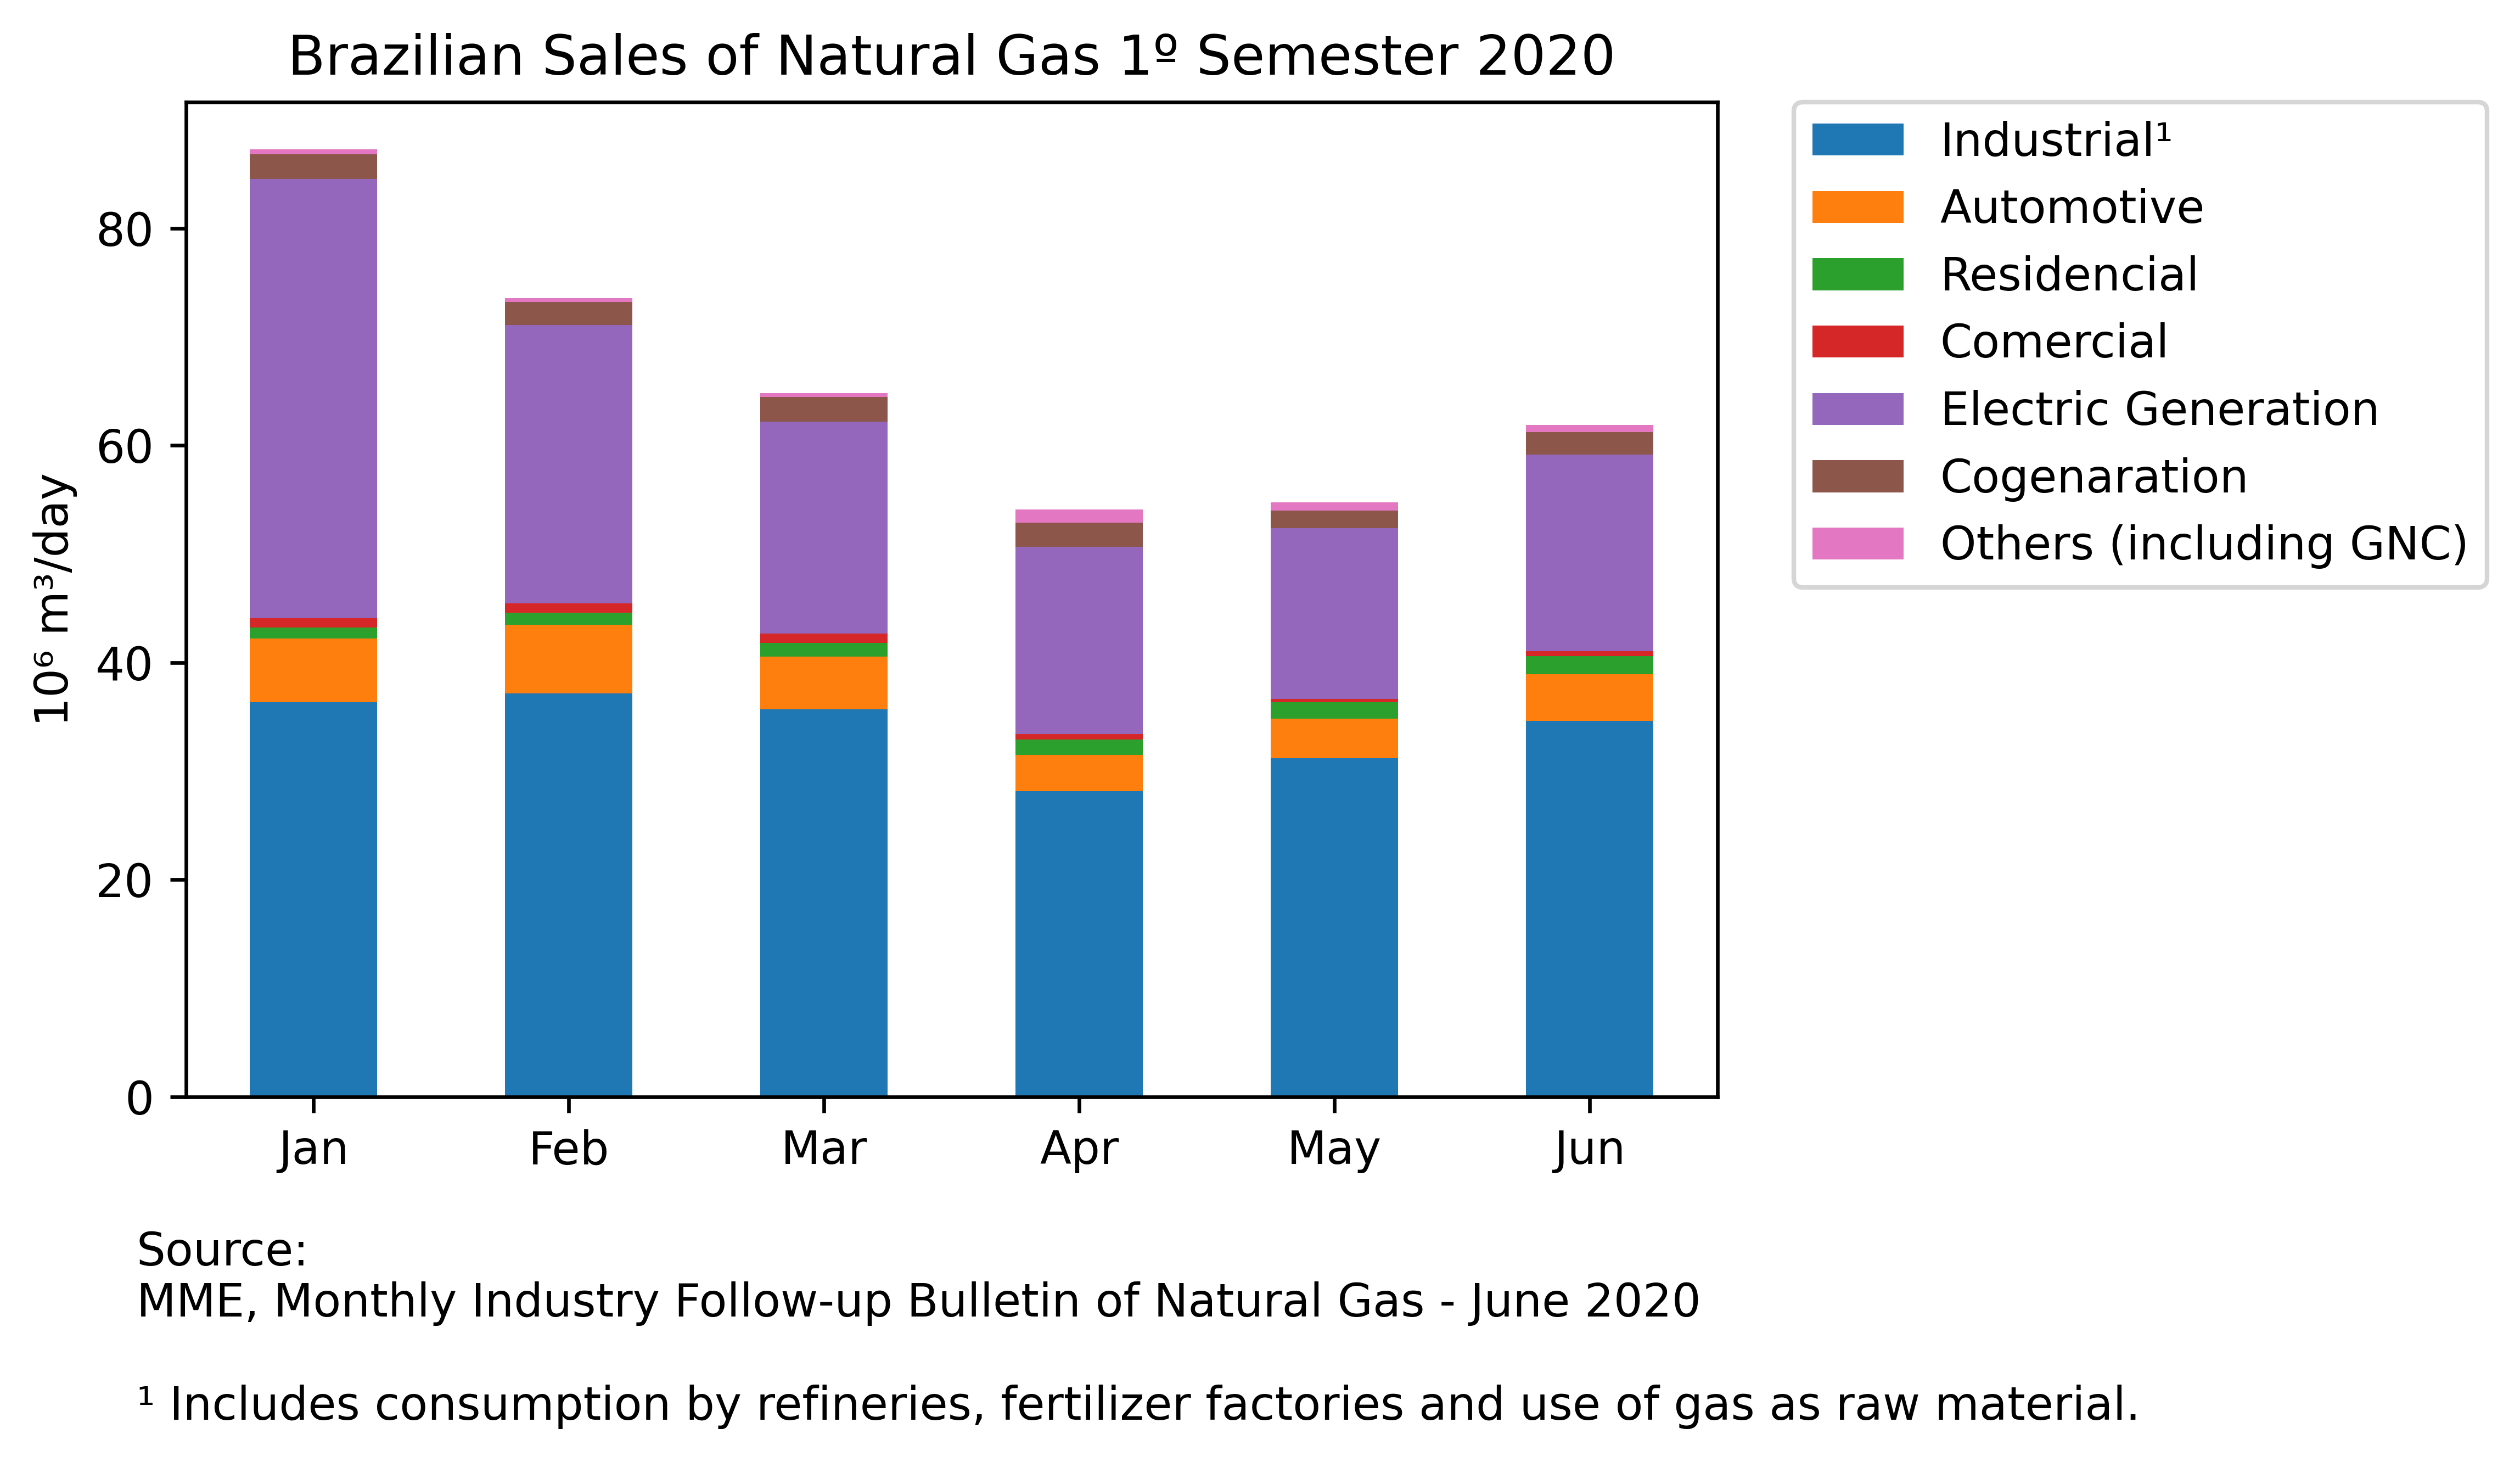 Brazilian Sales of Natural Gas 1º Semester 2020
10⁶ m³/day
80
60
40
20
0
Jan
Feb
Mar
Apr
May
Jun
Industrial¹
Automotive
Residencial
Comercial
Electric Generation
Cogenaration
Others (including GNC)
Source:
MME, Monthly Industry Follow-up Bulletin of Natural Gas - June 2020
¹ Includes consumption by refineries, fertilizer factories and use of gas as raw material.